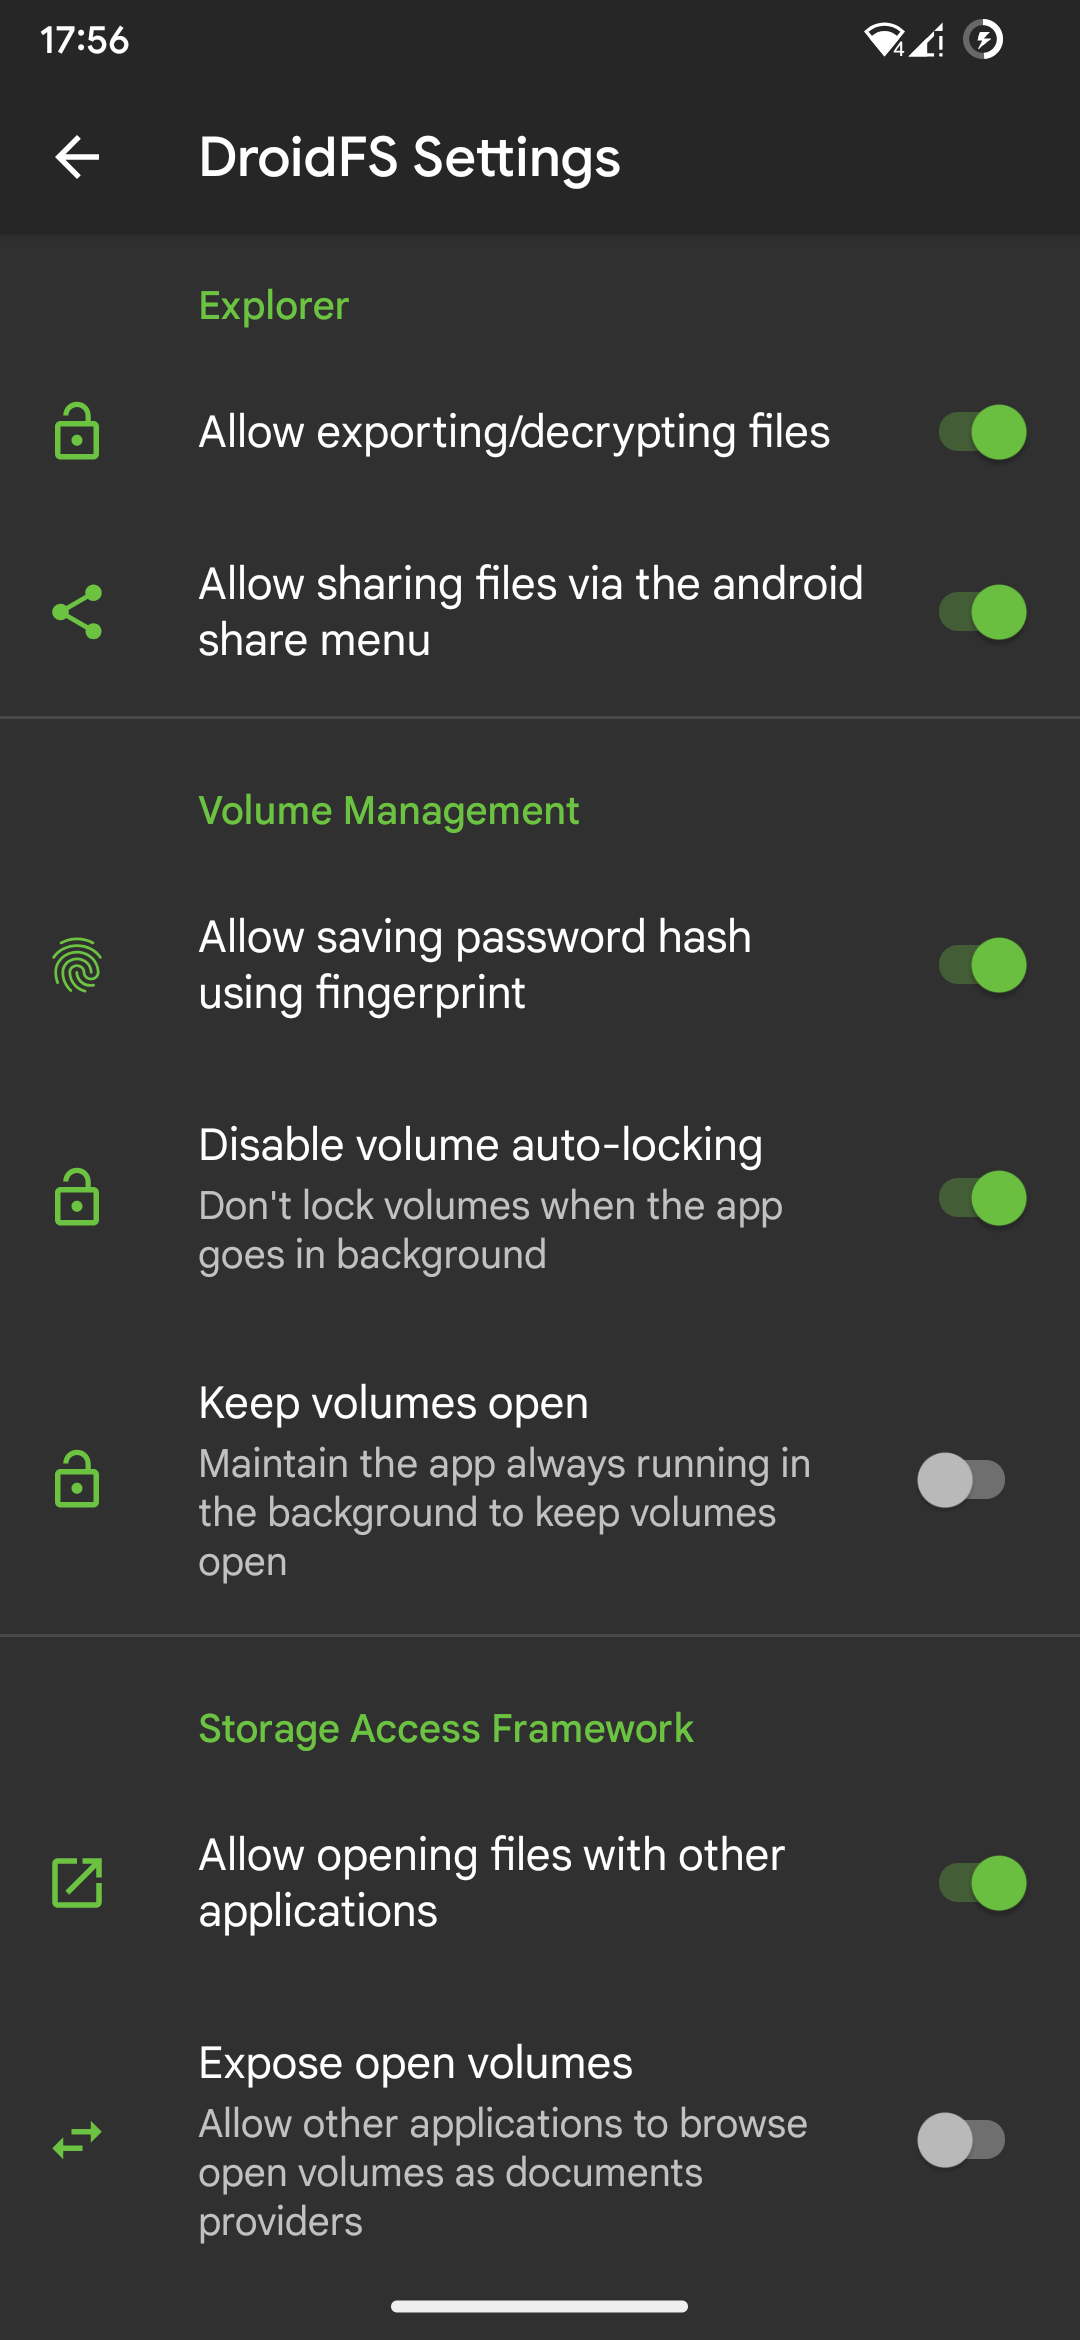 17:56
4
DroidFS Settings
Explorer
Allow exporting/decrypting files
Allow sharing files via the android
share menu
Volume Management
Allow saving password hash
using fingerprint
Disable volume auto-locking
Don't lock volumes when the app
goes in background
Keep volumes open
Maintain the app always running in
the background to keep volumes
open
Storage Access Framework
Allow opening files with other
applications
Expose open volumes
Allow other applications to browse
open volumes as documents
providers